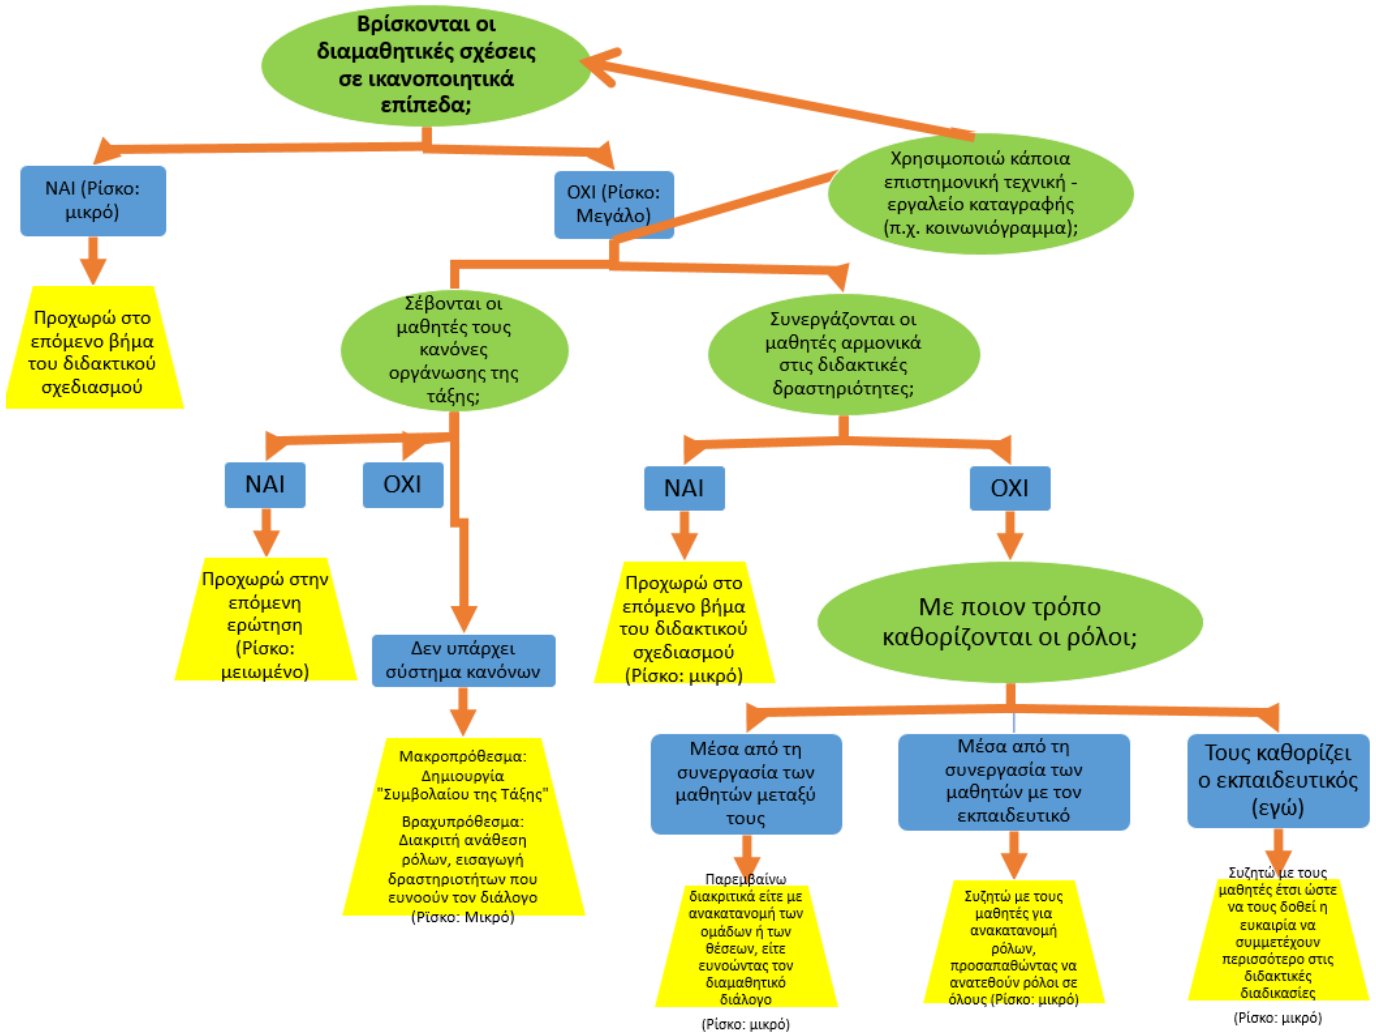 Βρίσκονται οι
διαμαθητικές σχέσεις
σε ικανοποιητικά
επίπεδα;
ΝΑΙ (Ρίσκο:
μικρό)
ΟΧΙ (Ρίσκο:
Μεγάλο)
Χρησιμοποιώ κάποια
επιστημονική τεχνική -
εργαλείο καταγραφής
(π.χ. κοινωνιόγραμμα);
Προχωρώ στο
επόμενο βήμα
του διδακτικού
σχεδιασμού
Σέβονται οι
μαθητές τους
κανόνες
οργάνωσης της
τάξης;
Συνεργάζονται οι
μαθητές αρμονικά
στις διδακτικές
δραστηριότητες;
ΝΑΙ
ΟΧΙ
ΝΑΙ
ΟΧΙ
Προχωρώ στην
επόμενη
ερώτηση
(Ρίσκο:
μειωμένο)
Δεν υπάρχει
σύστημα κανόνων
Προχωρώ στο
επόμενο βήμα
του διδακτικού
σχεδιασμού
(Ρίσκο: μικρό)
Με ποιον τρόπο
καθορίζονται οι ρόλοι;
Μακροπρόθεσμα:
Δημιουργία
"Συμβολαίου της Τάξης"
Βραχυπρόθεσμα:
Διακριτή ανάθεση
ρόλων, εισαγωγή
δραστηριοτήτων που
ευνοούν τον διάλογο
(Ρϊσκο: Μικρό)
Μέσα από τη
συνεργασία των
μαθητών μεταξύ
τους
Μέσα από τη
συνεργασία των
μαθητών με τον
εκπαιδευτικό
Τους καθορίζει
ο εκπαιδευτικός
(εγώ)
Παρεμβαίνω
διακριτικά είτε με
ανακατανομή των
ομάδων ή των
θέσεων, είτε
ευνοώντας τον
διαμαθητικό
διάλογο
(Ρίσκο: μικρό)
Συζητώ με τους
μαθητές για
ανακατανομή
ρόλων,
προσαπαθώντας να
ανατεθούν ρόλοι σε
όλους (Ρίσκο: μικρό)
Συζητώ με τους
μαθητές έτσι ώστε
να τους δοθεί η
ευκαιρία να
συμμετέχουν
περισσότερο στις
διδακτικές
διαδικασίες
(Ρίσκο: μικρό)